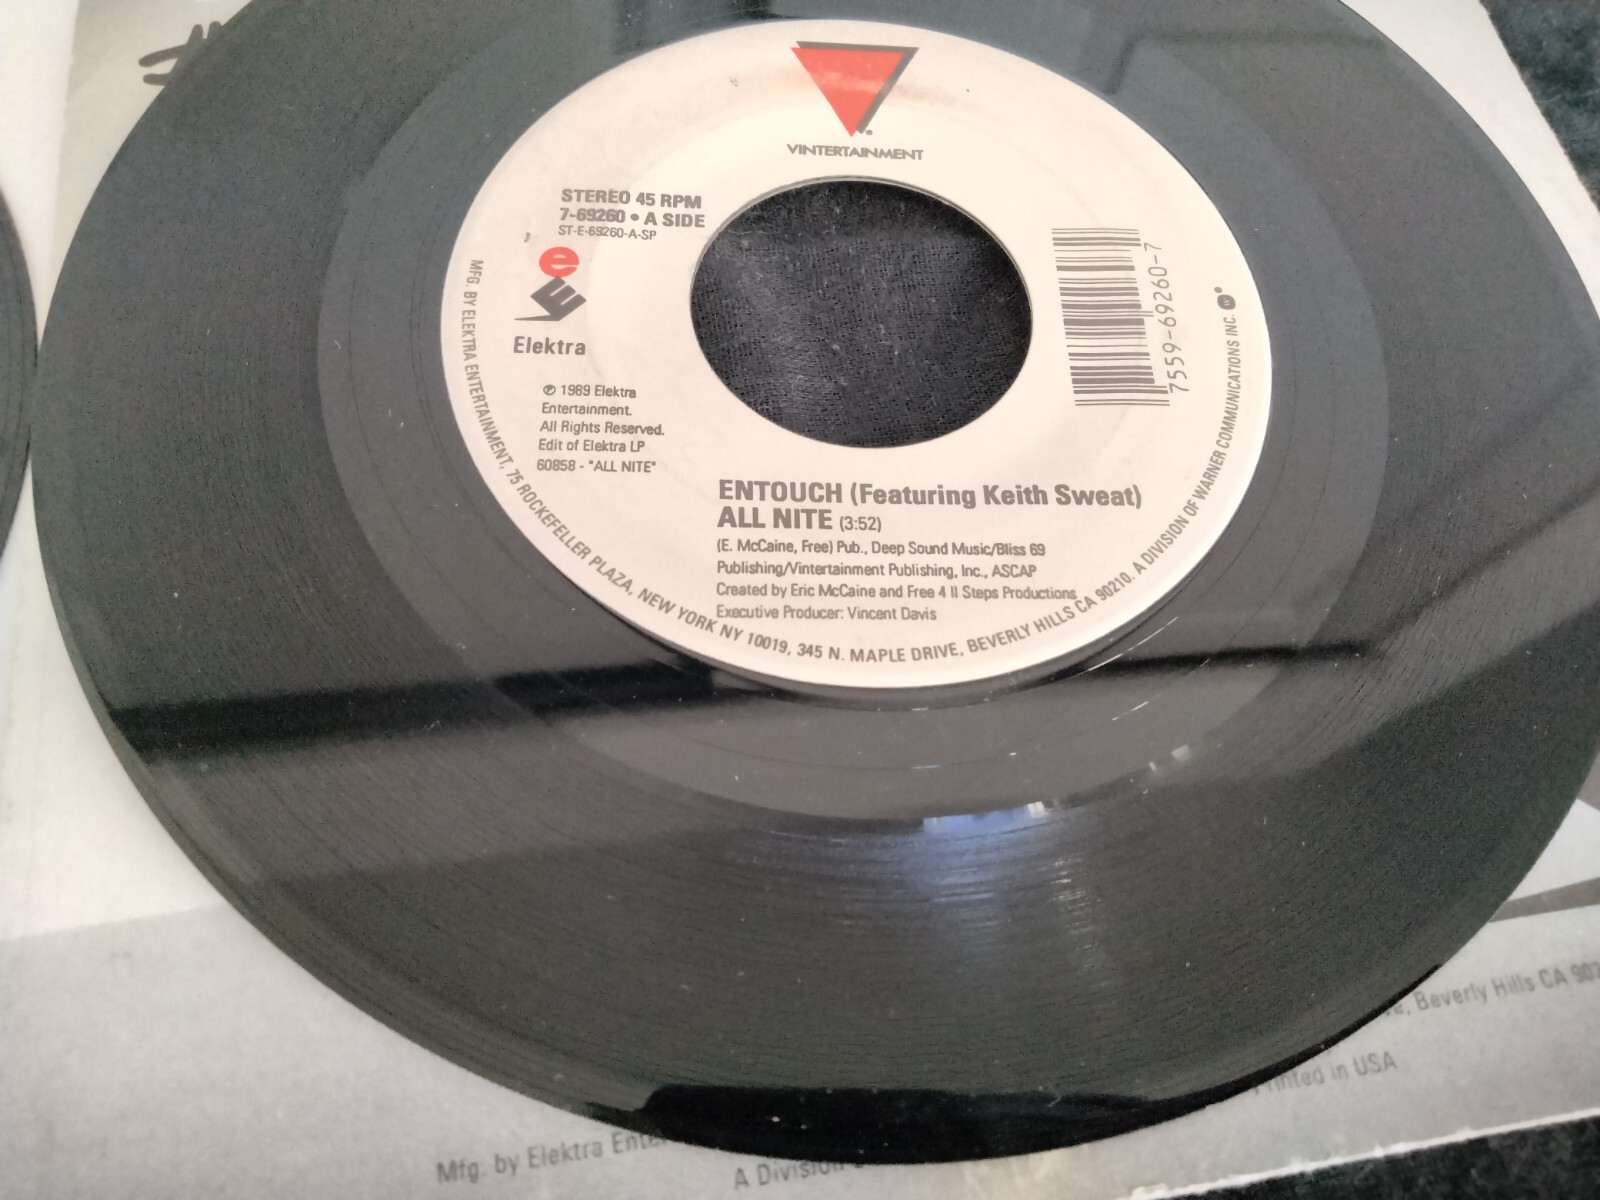 VINTERTAINMENT
STEREO 45 RPM
7-69260 • A SIDE
ST-E-69260-A-SP
Elektra
℗ 1989 Elektra
Entertainment.
All Rights Reserved.
Edit of Elektra LP
60858 - "ALL NITE"
7559-69260-7
ENTOUCH (Featuring Keith Sweat)
ALL NITE (3:52)
(E. McCaine, Free) Pub., Deep Sound Music/Bliss 69
Publishing/Vintertainment Publishing, Inc., ASCAP
Created by Eric McCaine and Free 4 II Steps Productions
Executive Producer: Vincent Davis
MFG. BY ELEKTRA ENTERTAINMENT, 75 ROCKEFELLER PLAZA, NEW YORK NY 10019, 345 N. MAPLE DRIVE, BEVERLY HILLS CA 90210. A DIVISION OF WARNER COMMUNICATIONS INC.
Beverly Hills CA
Printed in USA
Mfg. by Elektra
A Division